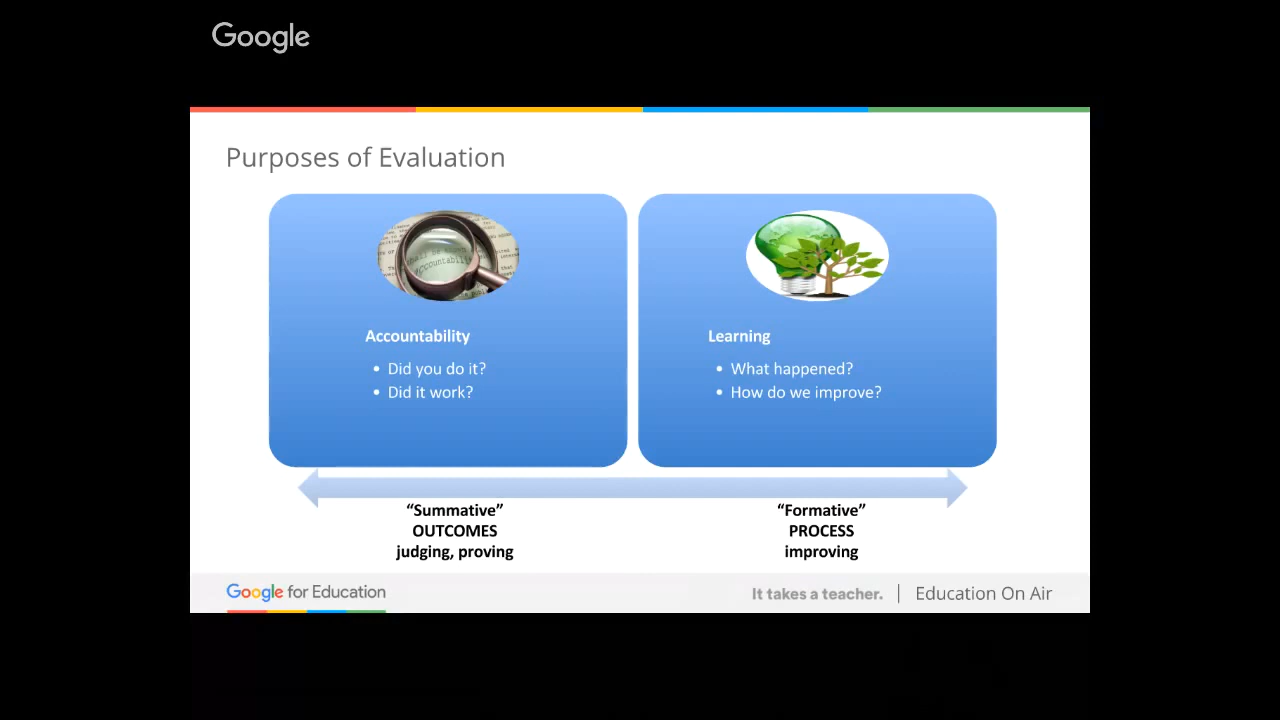 Google
Purposes of Evaluation
Accountability
• Did you do it?
• Did it work?
Learning
• What happened?
• How do we improve?
“Summative”
OUTCOMES
judging, proving
“Formative”
PROCESS
improving
Google for Education
It takes a teacher. | Education On Air